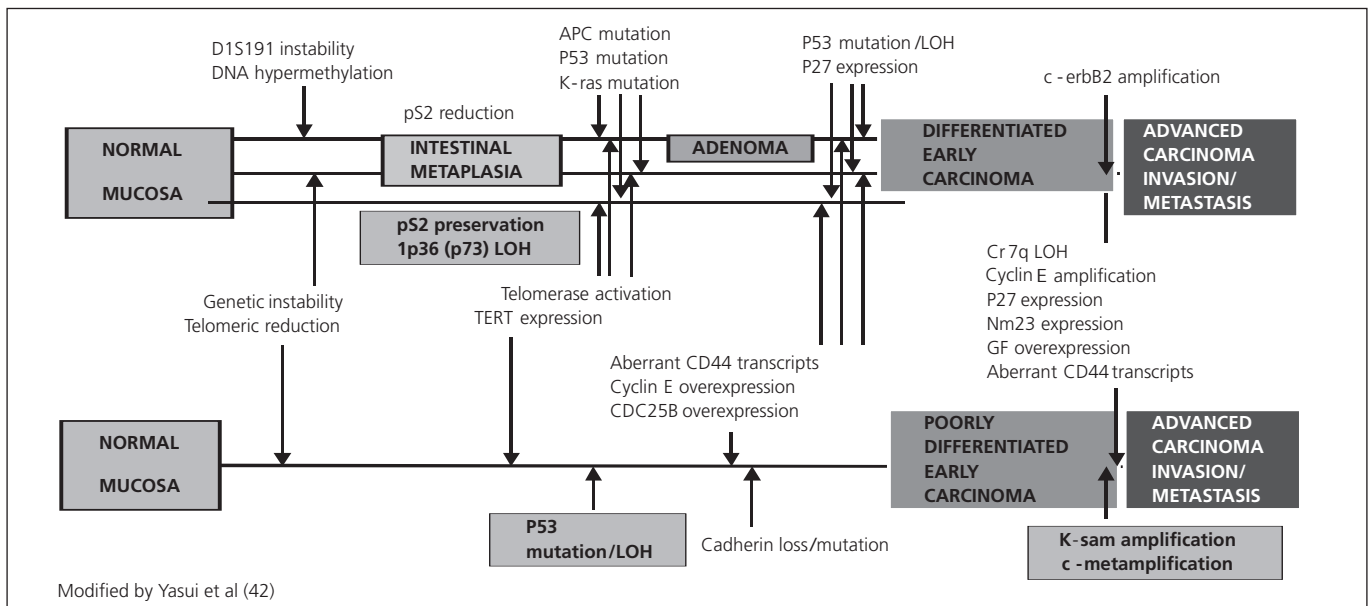 D1S191 instability
DNA hypermethylation
APC mutation
P53 mutation
K-ras mutation
P53 mutation/LOH
P27 expression
c-erbB2 amplification
pS2 reduction
NORMAL
MUCOSA
INTESTINAL
METAPLASIA
ADENOMA
DIFFERENTIATED
EARLY
CARCINOMA
ADVANCED
CARCINOMA
INVASION/
METASTASIS
pS2 preservation
1p36 (p73) LOH
Genetic instability
Telomeric reduction
Telomerase activation
TERT expression
Cr7q LOH
Cyclin E amplification
P27 expression
Nm23 expression
GF overexpression
Aberrant CD44 transcripts
Aberrant CD44 transcripts
Cyclin E overexpression
CDC25B overexpression
NORMAL
MUCOSA
POORLY
DIFFERENTIATED
EARLY
CARCINOMA
ADVANCED
CARCINOMA
INVASION/
METASTASIS
P53
mutation/LOH
Cadherin loss/mutation
K-sam amplification
c-metamplification
Modified by Yasui et al (42)